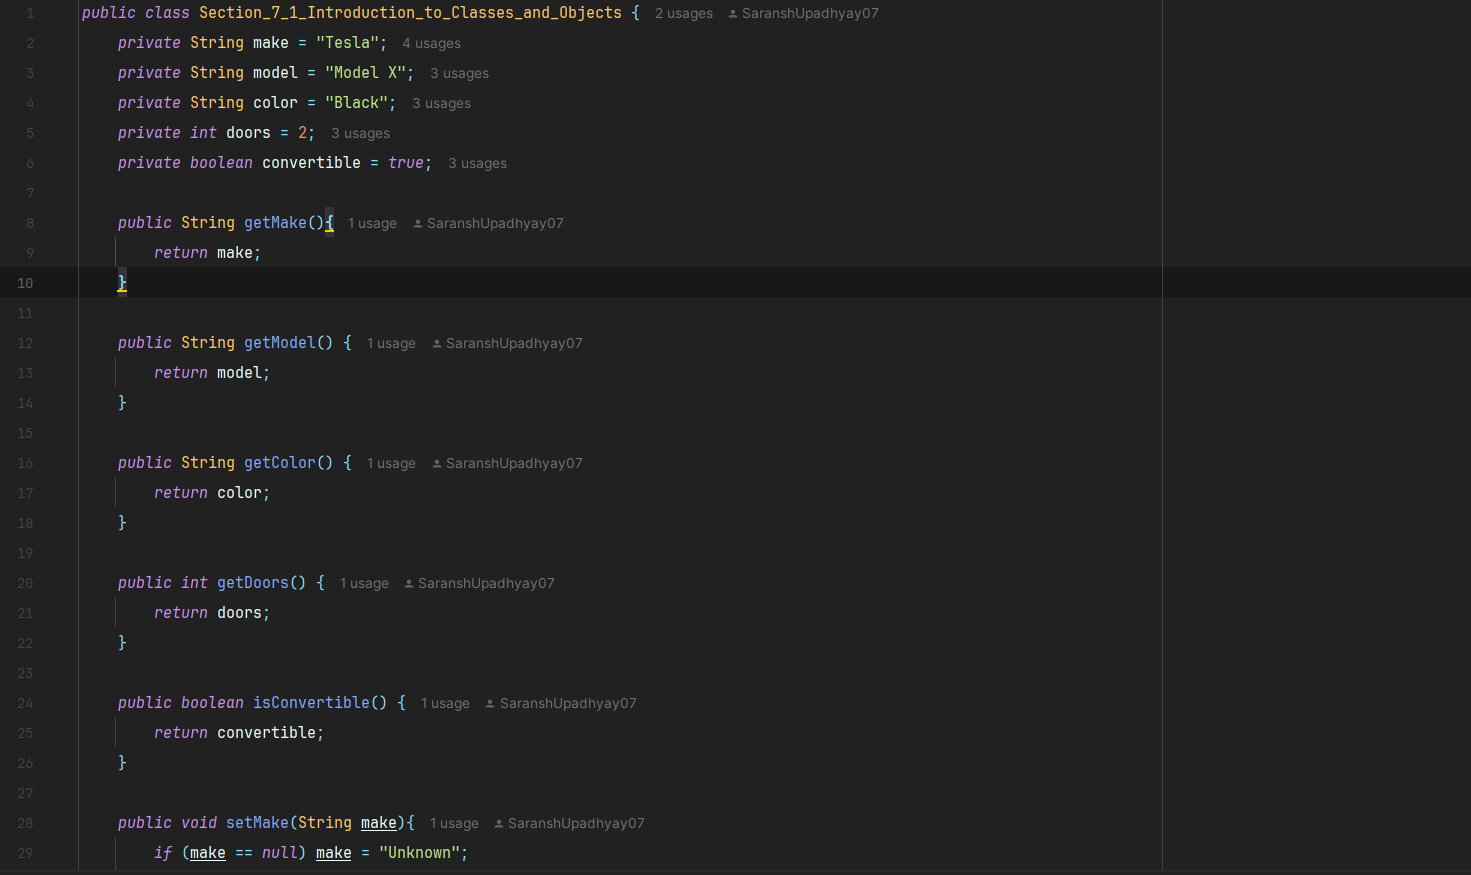 1 public class Section_7_1_Introduction_to_Classes_and_Objects { 2 usages SaranshUpadhyay07
2 private String make = "Tesla"; 4 usages
3 private String model = "Model X"; 3 usages
4 private String color = "Black"; 3 usages
5 private int doors = 2; 3 usages
6 private boolean convertible = true; 3 usages
7
8 public String getMake(){ 1 usage SaranshUpadhyay07
9 return make;
10 }
11
12 public String getModel() { 1 usage SaranshUpadhyay07
13 return model;
14 }
15
16 public String getColor() { 1 usage SaranshUpadhyay07
17 return color;
18 }
19
20 public int getDoors() { 1 usage SaranshUpadhyay07
21 return doors;
22 }
23
24 public boolean isConvertible() { 1 usage SaranshUpadhyay07
25 return convertible;
26 }
27
28 public void setMake(String make){ 1 usage SaranshUpadhyay07
29 if (make == null) make = "Unknown";